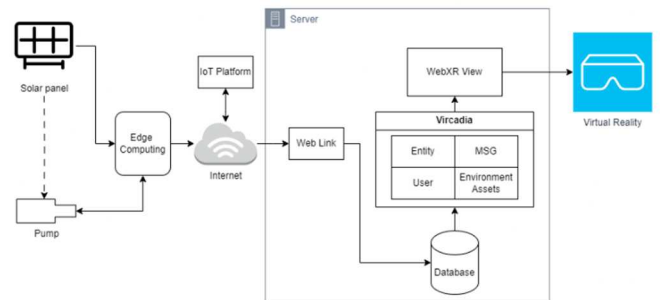 Server
Solar panel
IoT Platform
WebXR View
Virtual Reality
Edge
Computing
Internet
Web Link
Vircadia
Entity
MSG
User
Environment
Assets
Pump
Database